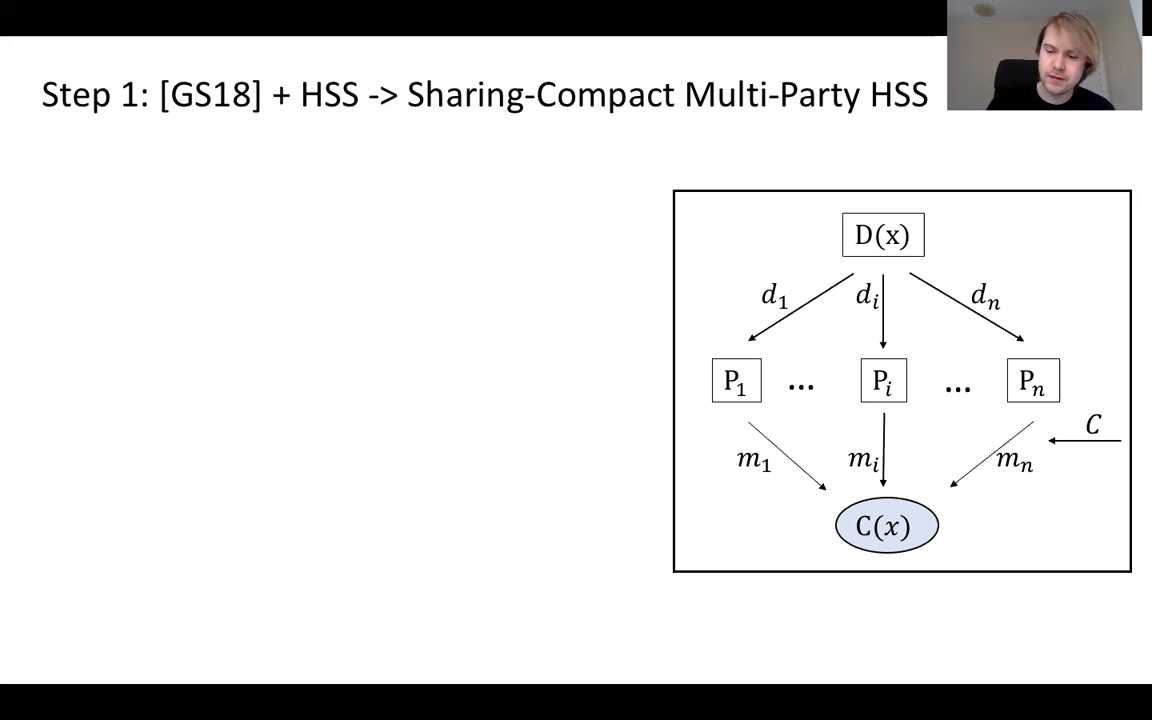 Step 1: [GS18] + HSS -> Sharing-Compact Multi-Party HSS
D(x)
d₁ dᵢ dₙ
P₁ ... Pᵢ ... Pₙ
C
m₁ mᵢ mₙ
C(x)